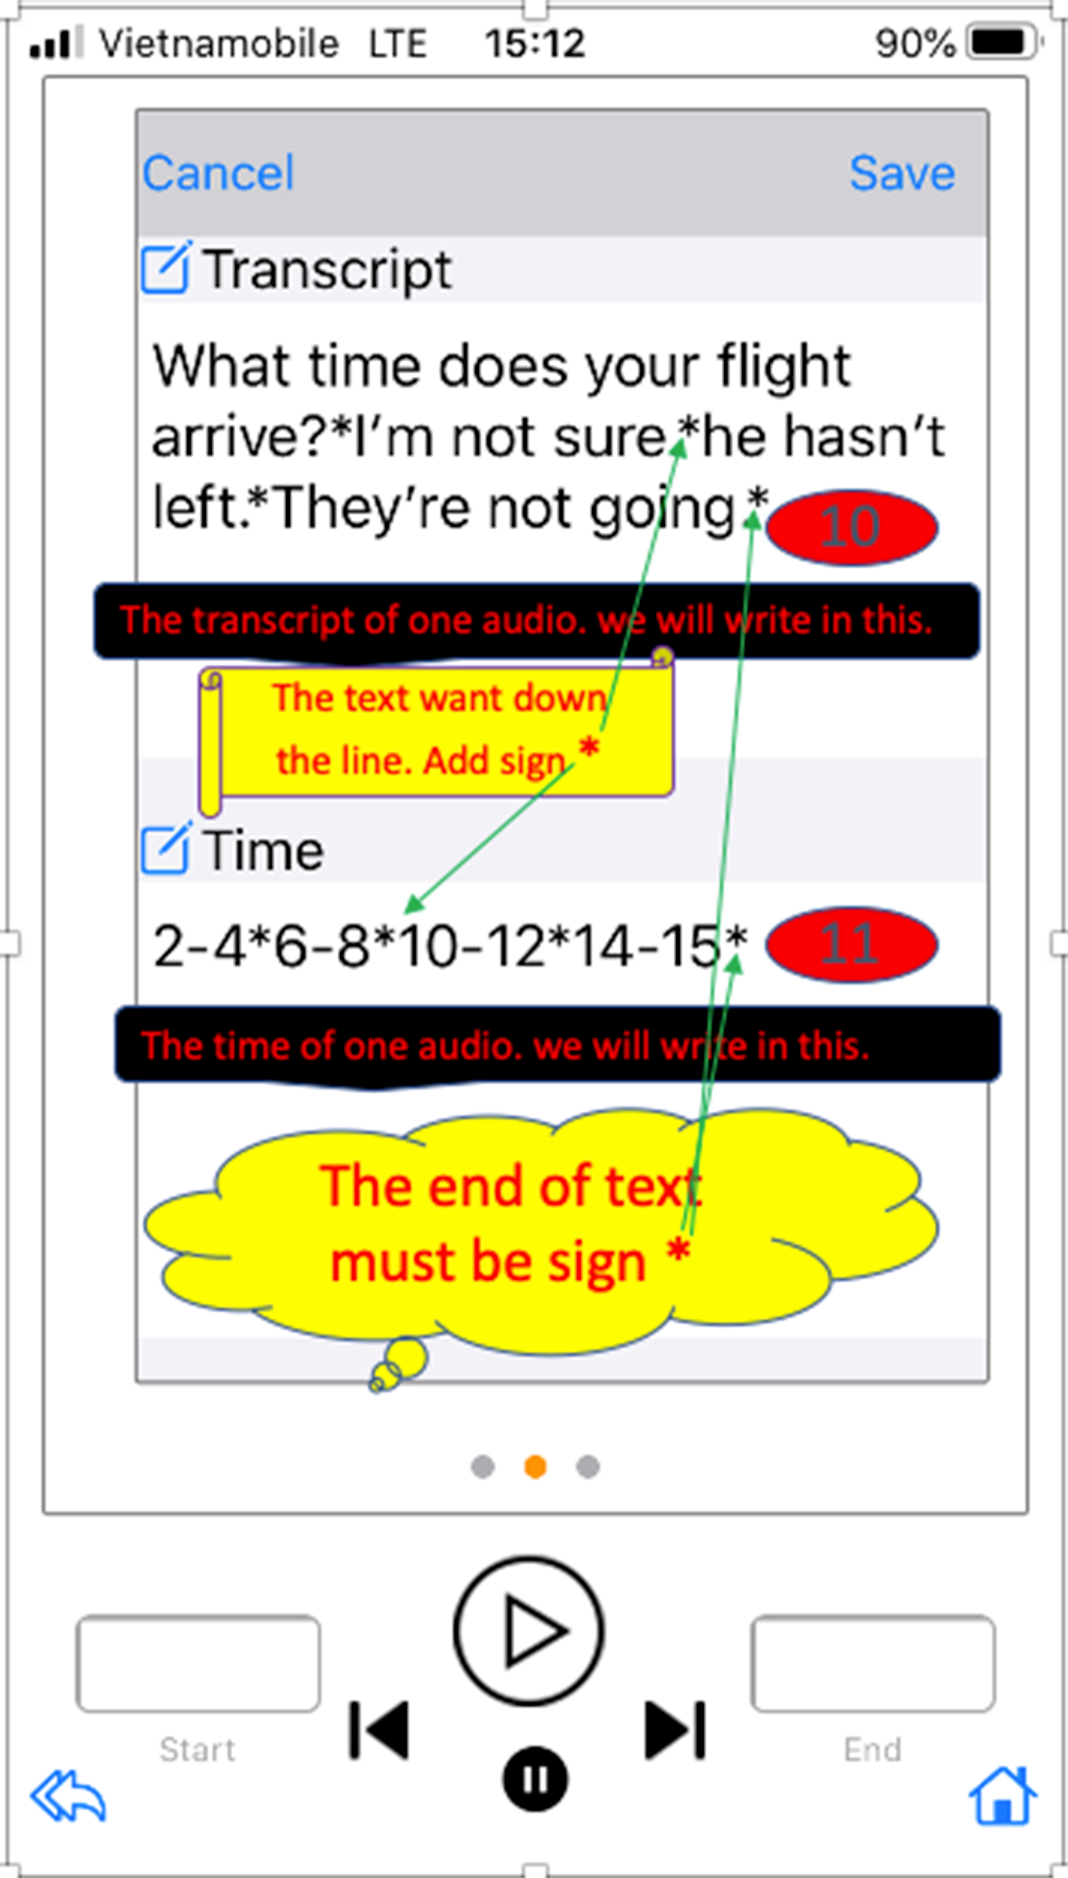 Vietnamobile LTE 15:12 90%
Cancel Save
Transcript
What time does your flight
arrive?*I’m not sure *he hasn’t
left.*They’re not going *
10
The transcript of one audio. we will write in this.
The text want down
the line. Add sign *
Time
2-4*6-8*10-12*14-15*
11
The time of one audio. we will write in this.
The end of text
must be sign *
Start End